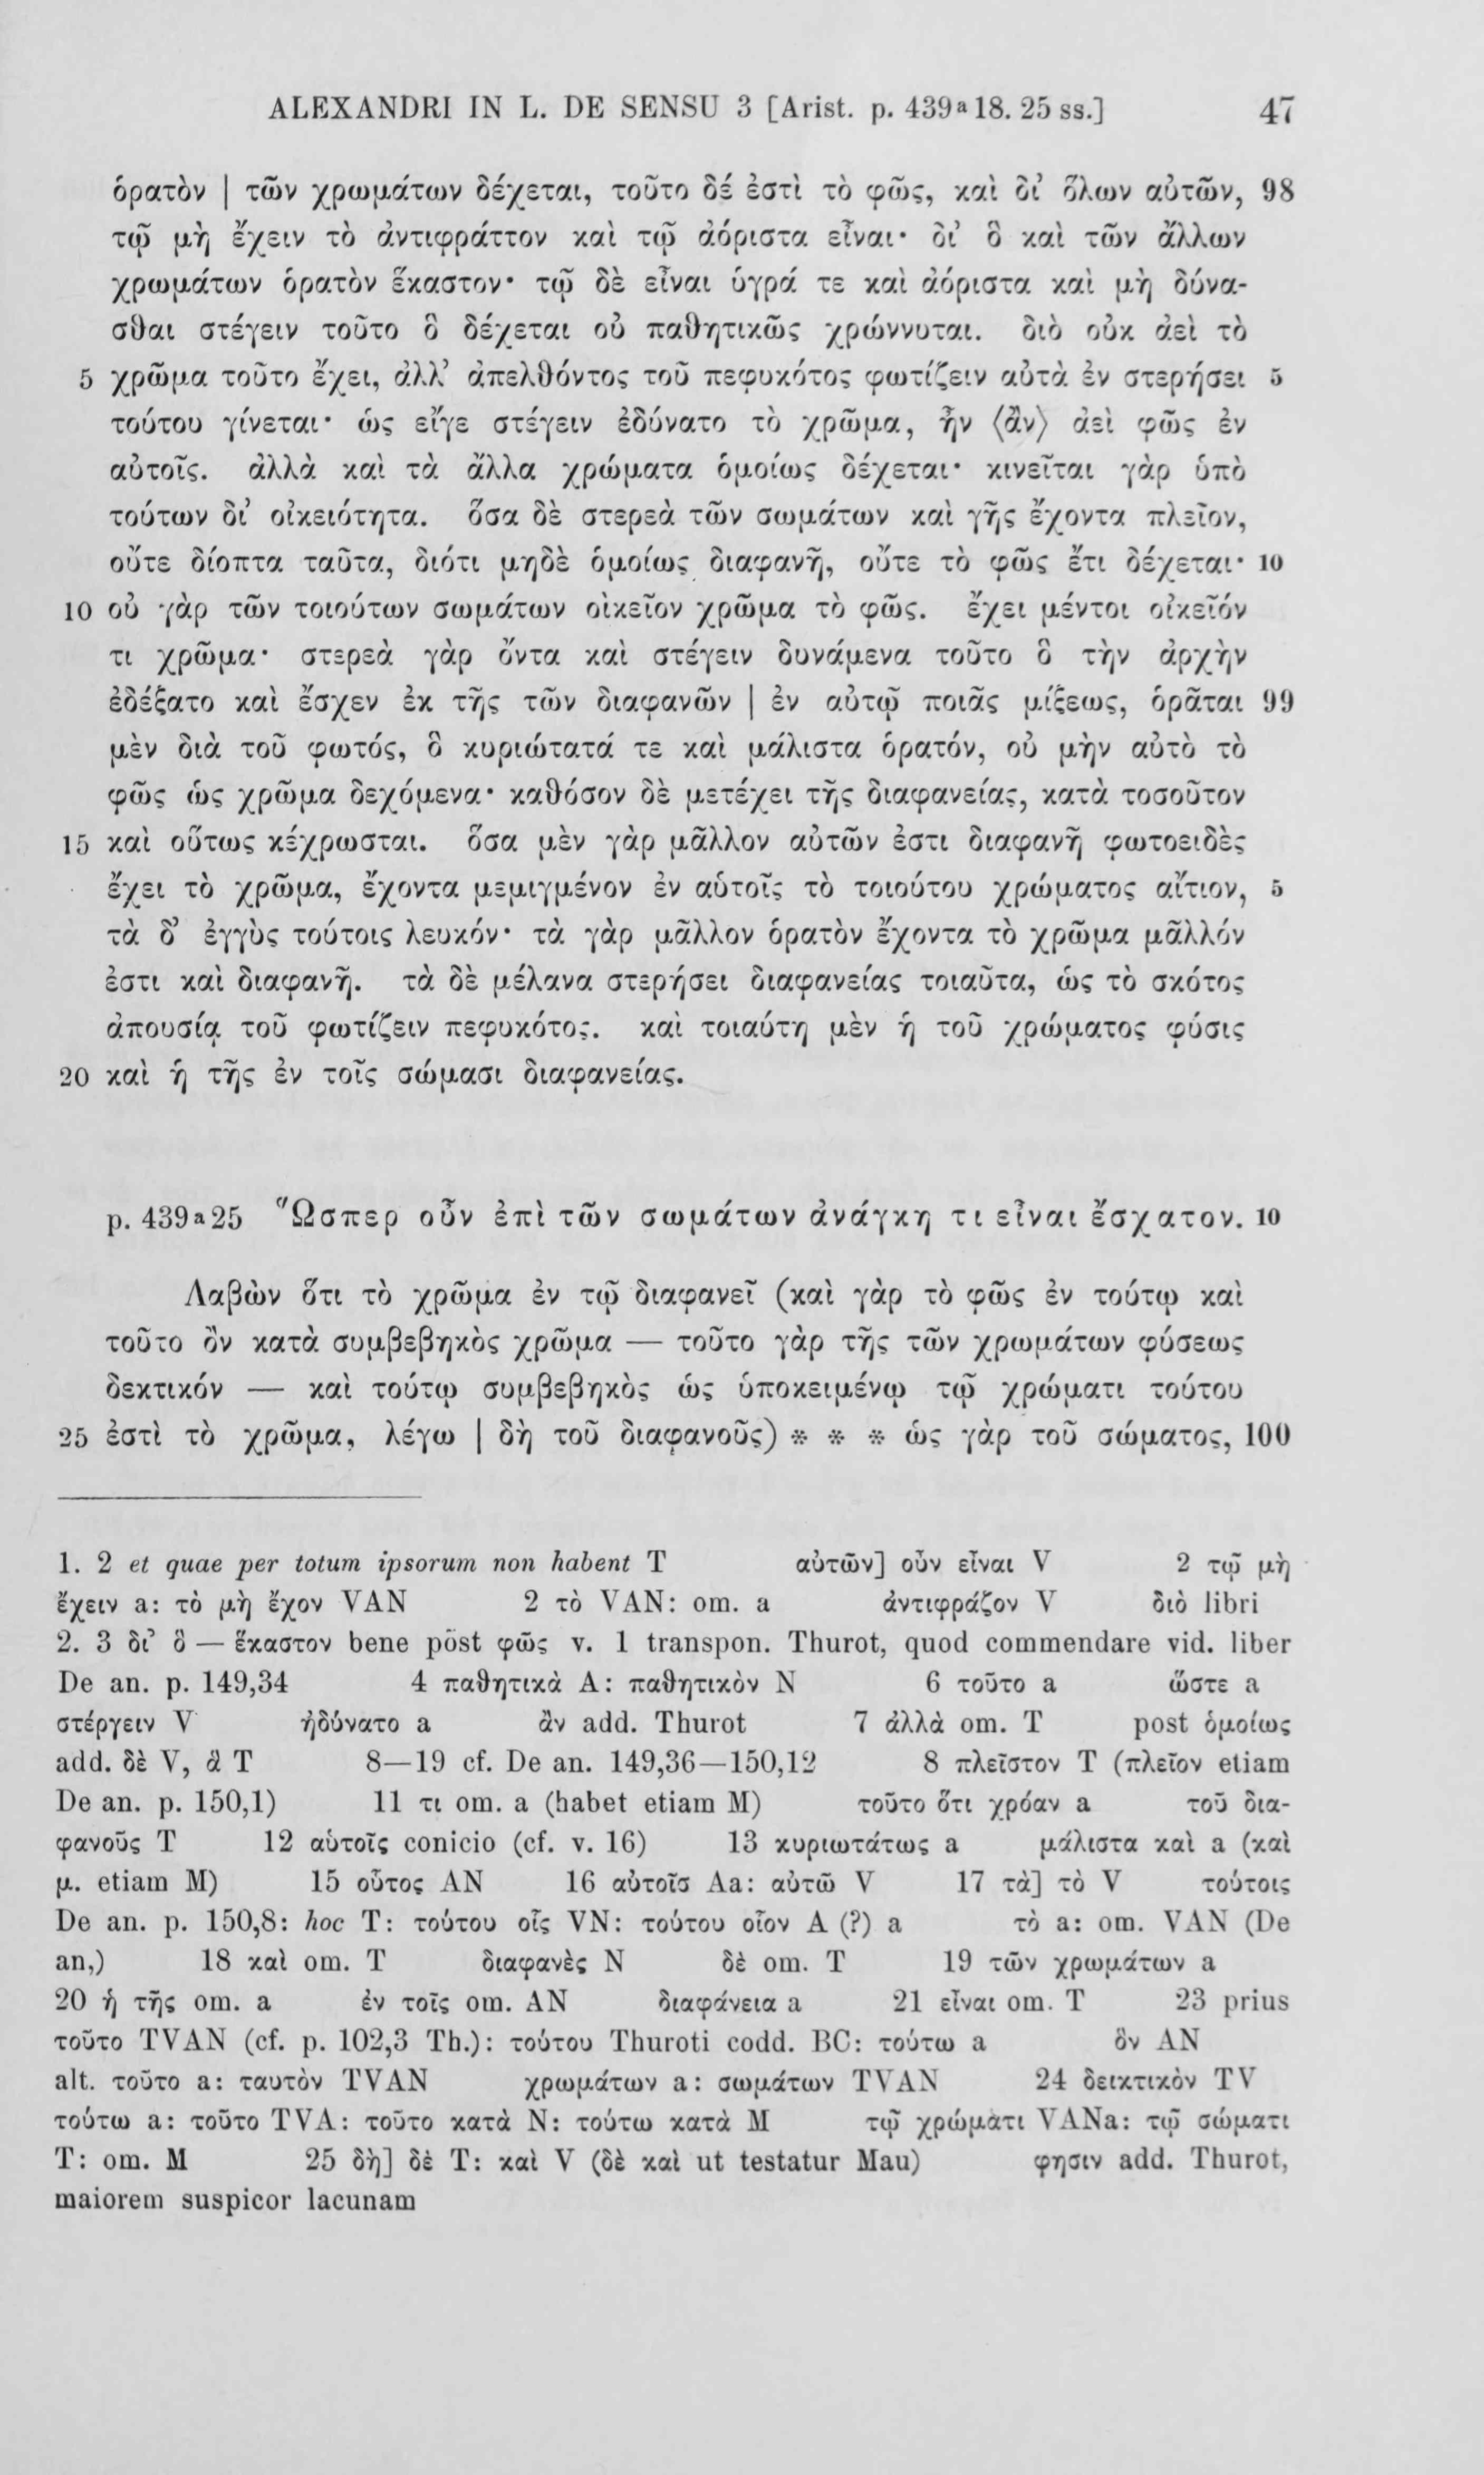 ALEXANDRI IN L. DE SENSU 3 [Arist. p. 439ª18. 25 ss.] 47
ὁρατὸν | τῶν χρωμάτων δέχεται, τοῦτο δέ ἐστὶ τὸ φῶς, καὶ δι’ ὅλων αὐτῶν, 98
τῷ μὴ ἔχειν τὸ ἀντιφράττον καὶ τῷ ἀόριστα εἶναι· δι’ ὃ καὶ τῶν ἄλλων
χρωμάτων ὁρατὸν ἕκαστον· τῷ δὲ εἶναι ὑγρά τε καὶ ἀόριστα καὶ μὴ δύνα-
σθαι στέγειν τοῦτο ὃ δέχεται οὐ παθητικῶς χρώννυται. διὸ οὐκ ἀεὶ τὸ
5 χρῶμα τοῦτο ἔχει, ἀλλ’ ἀπελθόντος τοῦ πεφυκότος φωτίζειν αὐτὰ ἐν στερήσει 5
τούτου γίνεται· ὡς εἴγε στέγειν ἐδύνατο τὸ χρῶμα, ἦν ⟨ἂν⟩ ἀεὶ φῶς ἐν
αὐτοῖς. ἀλλὰ καὶ τὰ ἄλλα χρώματα ὁμοίως δέχεται· κινεῖται γὰρ ὑπὸ
τούτων δι’ οἰκειότητα. ὅσα δὲ στερεὰ τῶν σωμάτων καὶ γῆς ἔχοντα πλεῖον,
οὔτε δίοπτα ταῦτα, διότι μηδὲ ὁμοίως διαφανῆ, οὔτε τὸ φῶς ἔτι δέχεται· 10
10 οὐ γὰρ τῶν τοιούτων σωμάτων οἰκεῖον χρῶμα τὸ φῶς. ἔχει μέντοι οἰκεῖόν
τι χρῶμα· στερεὰ γὰρ ὄντα καὶ στέγειν δυνάμενα τοῦτο ὃ τὴν ἀρχὴν
ἐδέξατο καὶ ἔσχεν ἐκ τῆς τῶν διαφανῶν | ἐν αὐτῷ ποιᾶς μίξεως, ὁρᾶται 99
μὲν διὰ τοῦ φωτός, ὃ κυριώτατά τε καὶ μάλιστα ὁρατόν, οὐ μὴν αὐτὸ τὸ
φῶς ὡς χρῶμα δεχόμενα· καθόσον δὲ μετέχει τῆς διαφανείας, κατὰ τοσοῦτον
15 καὶ οὕτως κέχρωσται. ὅσα μὲν γὰρ μᾶλλον αὐτῶν ἐστι διαφανῆ φωτοειδὲς
ἔχει τὸ χρῶμα, ἔχοντα μεμιγμένον ἐν αὑτοῖς τὸ τοιούτου χρώματος αἴτιον, 5
τὰ δ’ ἐγγὺς τούτοις λευκόν· τὰ γὰρ μᾶλλον ὁρατὸν ἔχοντα τὸ χρῶμα μᾶλλόν
ἐστι καὶ διαφανῆ. τὰ δὲ μέλανα στερήσει διαφανείας τοιαῦτα, ὡς τὸ σκότος
ἀπουσίᾳ τοῦ φωτίζειν πεφυκότος. καὶ τοιαύτη μὲν ἡ τοῦ χρώματος φύσις
20 καὶ ἡ τῆς ἐν τοῖς σώμασι διαφανείας.
p. 439ª25 Ὥσπερ οὖν ἐπὶ τῶν σωμάτων ἀνάγκη τι εἶναι ἔσχατον. 10
Λαβὼν ὅτι τὸ χρῶμα ἐν τῷ διαφανεῖ (καὶ γὰρ τὸ φῶς ἐν τούτῳ καὶ
τοῦτο ὂν κατὰ συμβεβηκὸς χρῶμα — τοῦτο γὰρ τῆς τῶν χρωμάτων φύσεως
δεκτικόν — καὶ τούτῳ συμβεβηκὸς ὡς ὑποκειμένῳ τῷ χρώματι τούτου
25 ἐστὶ τὸ χρῶμα, λέγω | δὴ τοῦ διαφανοῦς) * * * ὡς γὰρ τοῦ σώματος, 100
1. 2 et quae per totum ipsorum non habent T αὐτῶν] οὖν εἶναι V 2 τῷ μὴ
ἔχειν a: τὸ μὴ ἔχον VAN 2 τὸ VAN: om. a ἀντιφράζον V διὸ libri
2. 3 δι’ ὃ — ἕκαστον bene post φῶς v. 1 transpon. Thurot, quod commendare vid. liber
De an. p. 149,34 4 παθητικὰ A: παθητικὸν N 6 τοῦτο a ὥστε a
στέργειν V ἠδύνατο a ἂν add. Thurot 7 ἀλλὰ om. T post ὁμοίως
add. δὲ V, ἃ T 8—19 cf. De an. 149,36—150,12 8 πλεῖστον T (πλεῖον etiam
De an. p. 150,1) 11 τι om. a (habet etiam M) τοῦτο ὅτι χρόαν a τοῦ δια-
φανοῦς T 12 αὑτοῖς conicio (cf. v. 16) 13 κυριωτάτως a μάλιστα καὶ a (καὶ
μ. etiam M) 15 οὗτος AN 16 αὐτοῖσ Aa: αὐτῶ V 17 τὰ] τὸ V τούτοις
De an. p. 150,8: hoc T: τούτου οἷς VN: τούτου οἷον A (?) a τὸ a: om. VAN (De
an.) 18 καὶ om. T διαφανὲς N δὲ om. T 19 τῶν χρωμάτων a
20 ἡ τῆς om. a ἐν τοῖς om. AN διαφάνεια a 21 εἶναι om. T 23 prius
τοῦτο TVAN (cf. p. 102,3 Th.): τούτου Thuroti codd. BC: τούτω a ὃν AN
alt. τοῦτο a: ταυτὸν TVAN χρωμάτων a: σωμάτων TVAN 24 δεικτικὸν TV
τούτω a: τοῦτο TVA: τοῦτο κατὰ N: τούτω κατὰ M τῷ χρώματι VANa: τῷ σώματι
T: om. M 25 δὴ] δὲ T: καὶ V (δὲ καὶ ut testatur Mau) φησιν add. Thurot,
maiorem suspicor lacunam